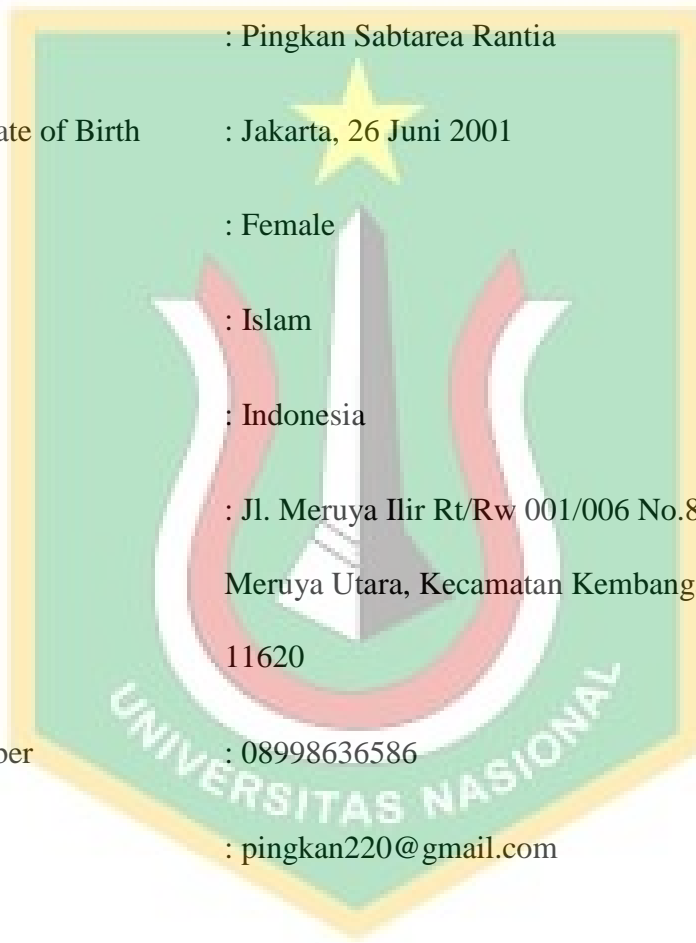 : Pingkan Sabtarea Rantia
ate of Birth : Jakarta, 26 Juni 2001
: Female
: Islam
: Indonesia
: Jl. Meruya Ilir Rt/Rw 001/006 No.8
Meruya Utara, Kecamatan Kembang
11620
ber : 08998636586
: pingkan220@gmail.com
UNIVERSITAS NASIONAL